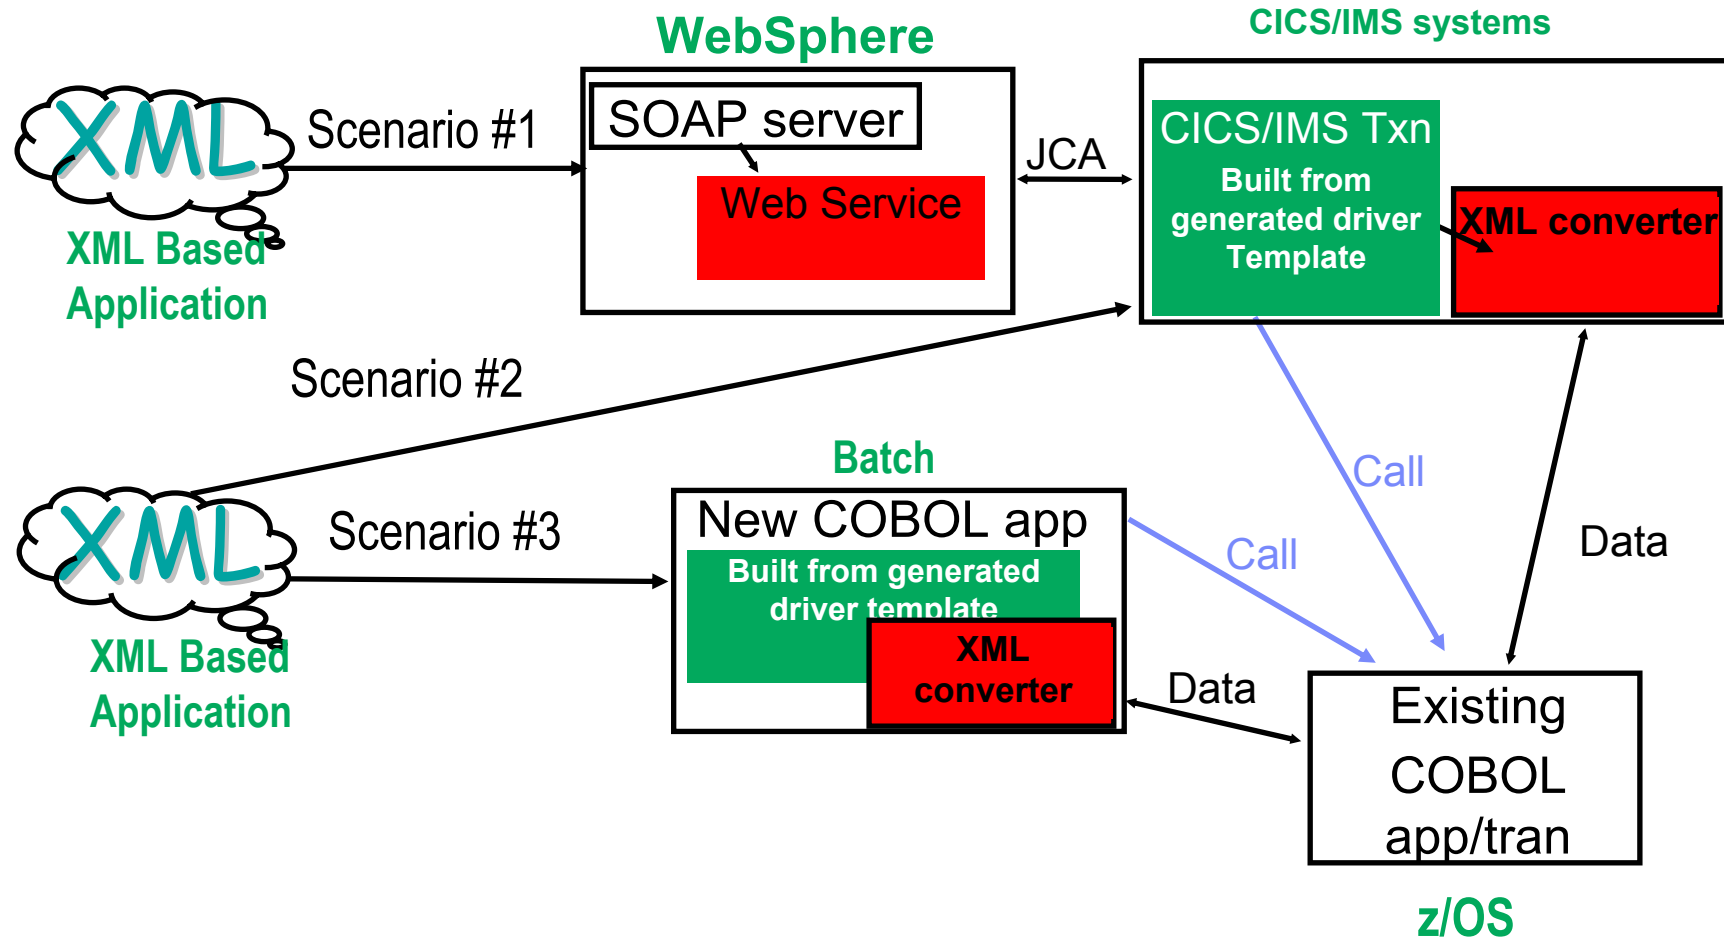 WebSphere
CICS/IMS systems
XML
Scenario #1
SOAP server
Web Service
JCA
CICS/IMS Txn
Built from
generated driver
Template
XML converter
XML Based
Application
Scenario #2
Call
Data
Batch
XML
Scenario #3
New COBOL app
Built from generated
driver template
XML
converter
Call
Data
XML Based
Application
Existing
COBOL
app/tran
z/OS